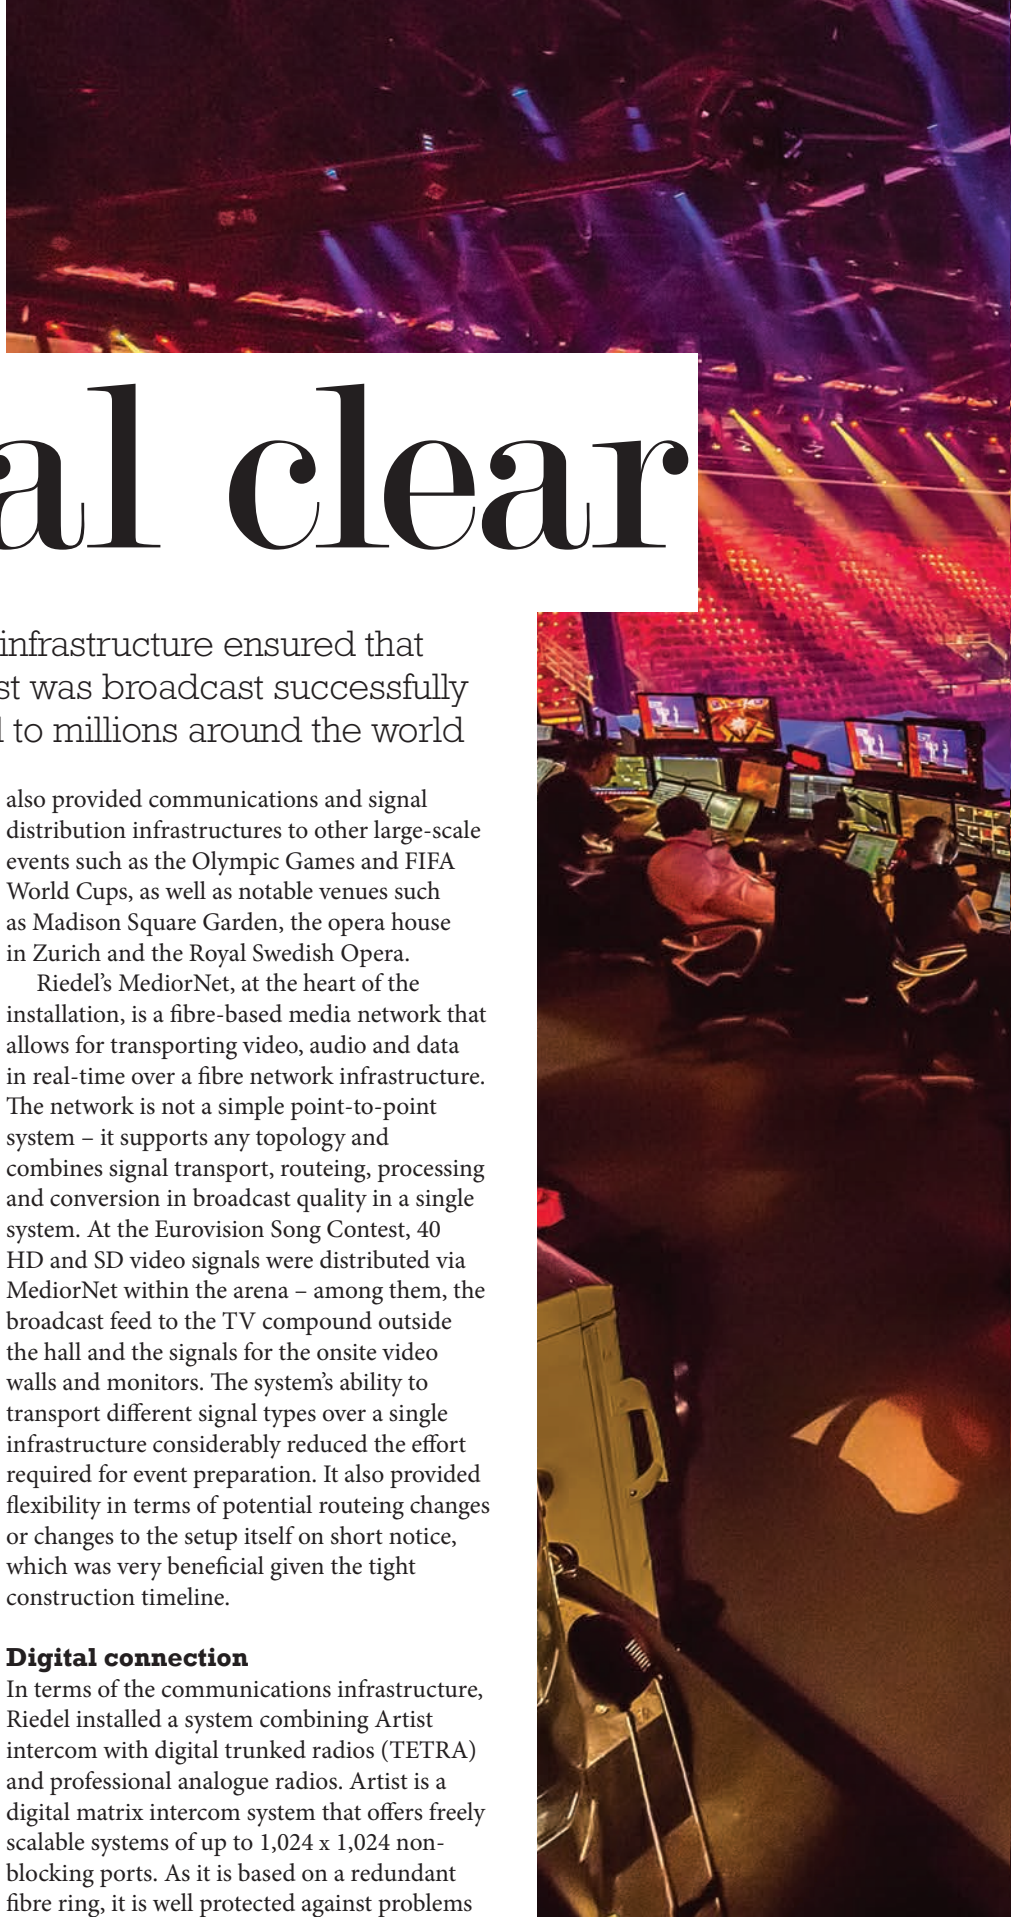 al clear
infrastructure ensured that
st was broadcast successfully
l to millions around the world
also provided communications and signal
distribution infrastructures to other large-scale
events such as the Olympic Games and FIFA
World Cups, as well as notable venues such
as Madison Square Garden, the opera house
in Zurich and the Royal Swedish Opera.
Riedel’s MediorNet, at the heart of the
installation, is a fibre-based media network that
allows for transporting video, audio and data
in real-time over a fibre network infrastructure.
The network is not a simple point-to-point
system – it supports any topology and
combines signal transport, routeing, processing
and conversion in broadcast quality in a single
system. At the Eurovision Song Contest, 40
HD and SD video signals were distributed via
MediorNet within the arena – among them, the
broadcast feed to the TV compound outside
the hall and the signals for the onsite video
walls and monitors. The system’s ability to
transport different signal types over a single
infrastructure considerably reduced the effort
required for event preparation. It also provided
flexibility in terms of potential routeing changes
or changes to the setup itself on short notice,
which was very beneficial given the tight
construction timeline.
Digital connection
In terms of the communications infrastructure,
Riedel installed a system combining Artist
intercom with digital trunked radios (TETRA)
and professional analogue radios. Artist is a
digital matrix intercom system that offers freely
scalable systems of up to 1,024 x 1,024 non-
blocking ports. As it is based on a redundant
fibre ring, it is well protected against problems